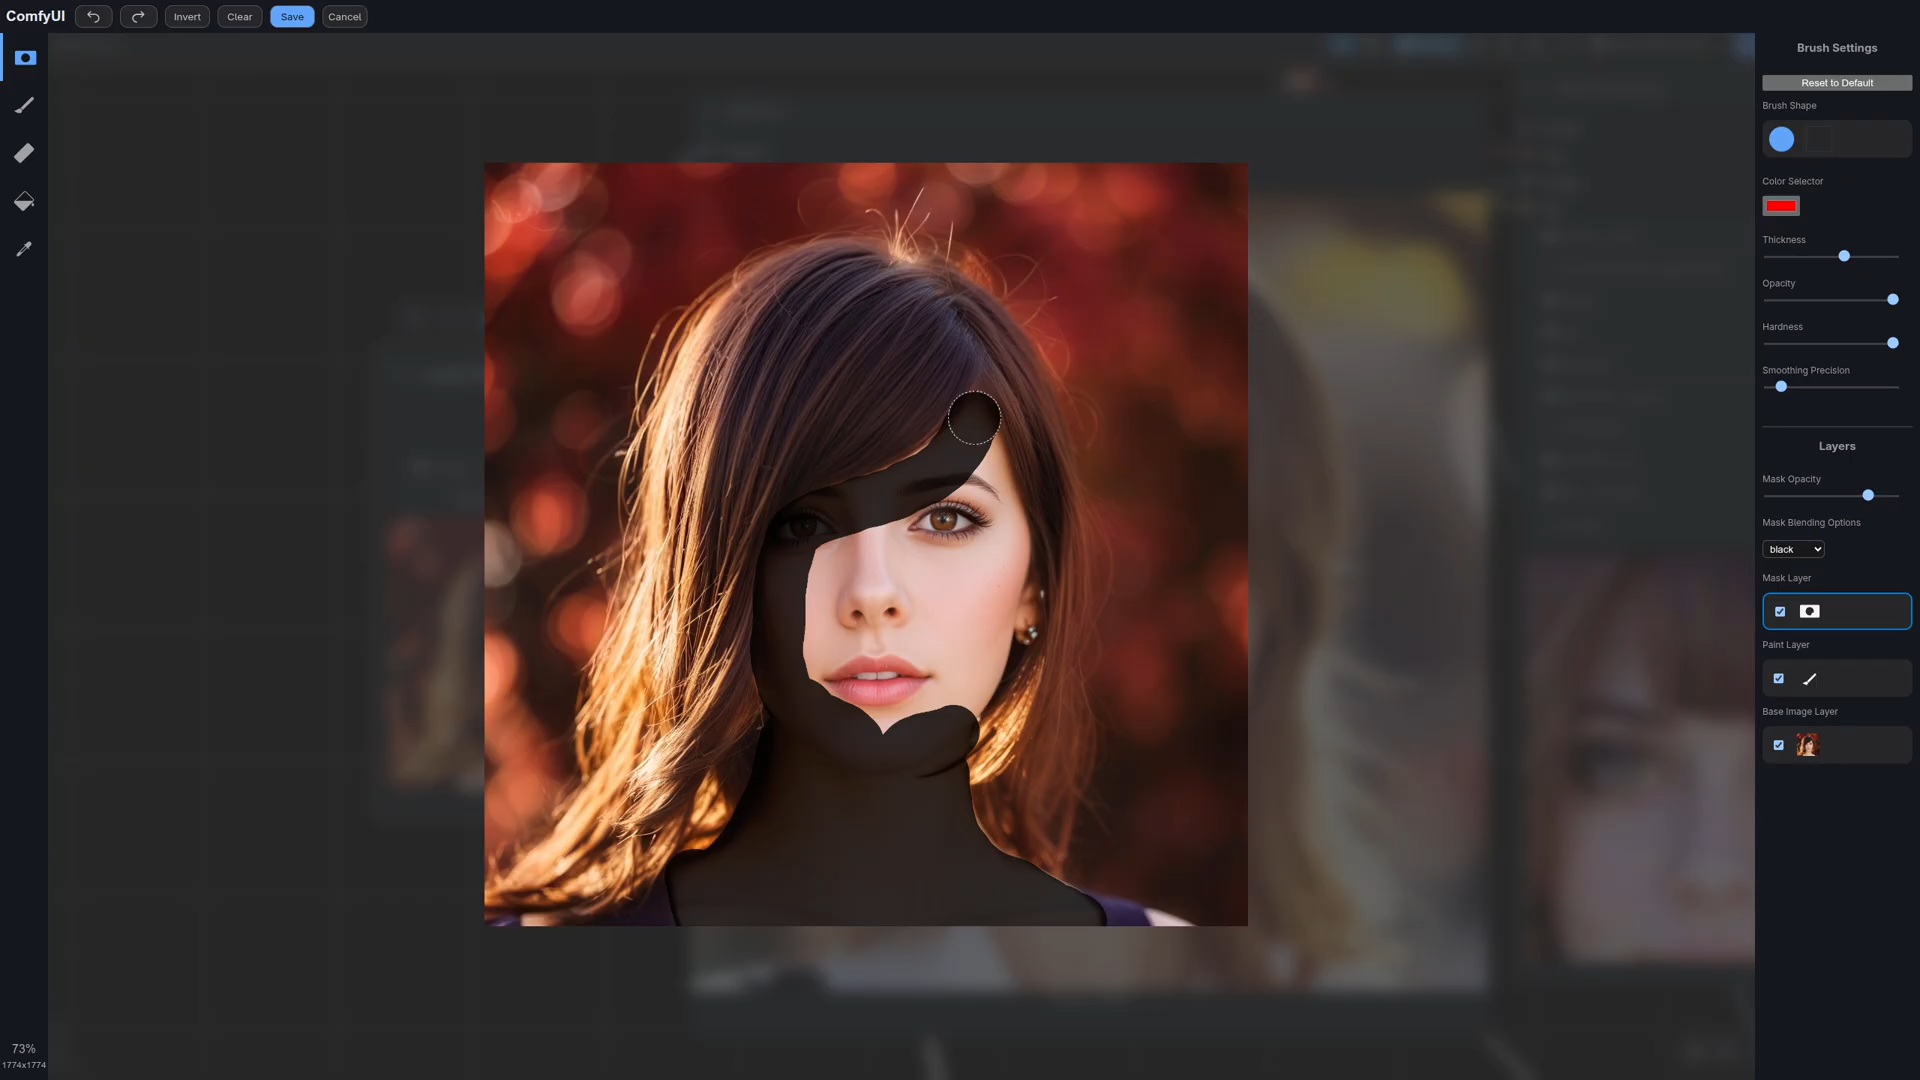 ComfyUI
Invert
Clear
Save
Cancel
Brush Settings
Reset to Default
Brush Shape
Color Selector
Thickness
Opacity
Hardness
Smoothing Precision
Layers
Mask Opacity
Mask Blending Options
black
Mask Layer
Paint Layer
Base Image Layer
73%
1774x1774